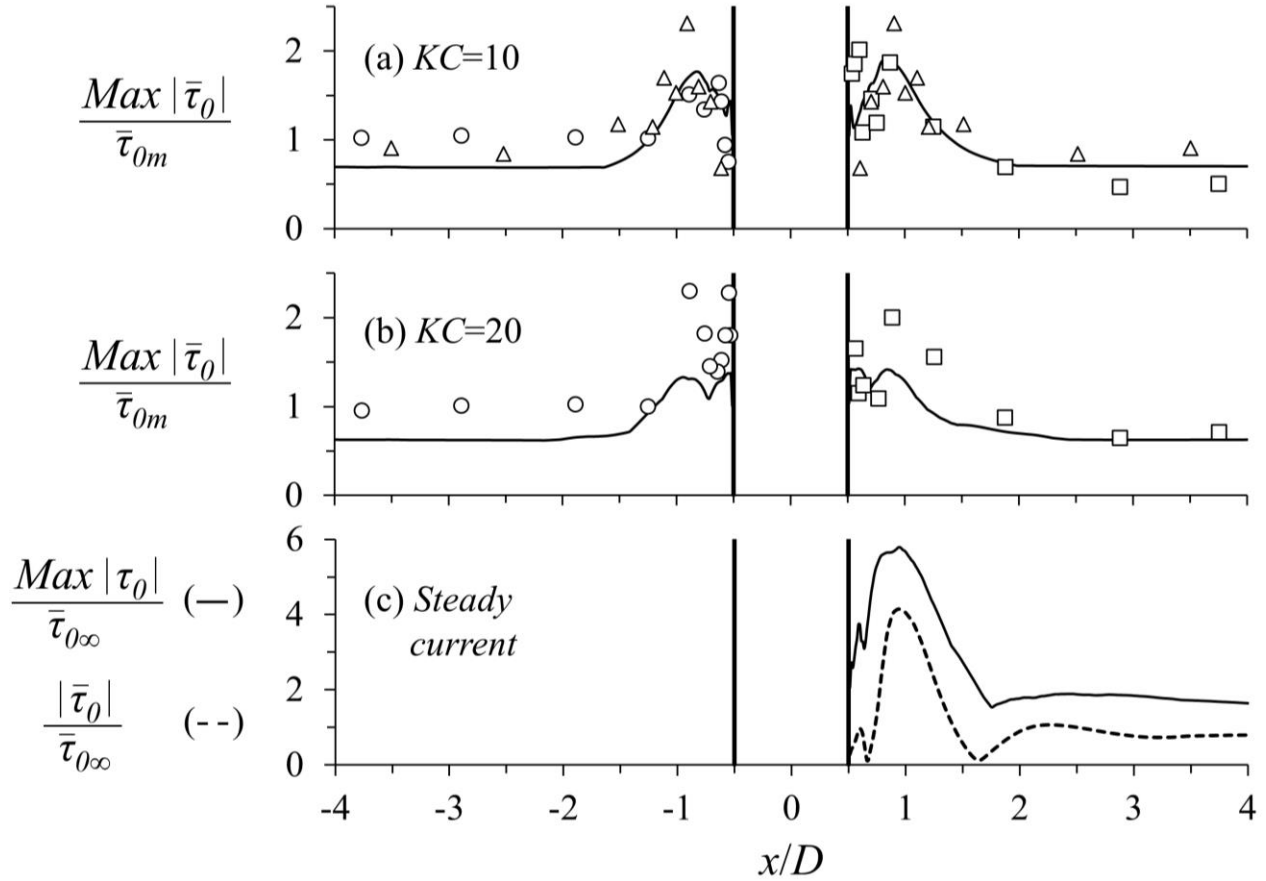 Max |τ̄₀|
τ̄₀ₘ
2
1
0
(a) KC=10
Max |τ̄₀|
τ̄₀ₘ
2
1
0
(b) KC=20
Max |τ₀| (—)
τ̄₀∞
|τ̄₀| (- -)
τ̄₀∞
6
4
2
0
(c) Steady
current
-4 -3 -2 -1 0 1 2 3 4
x/D